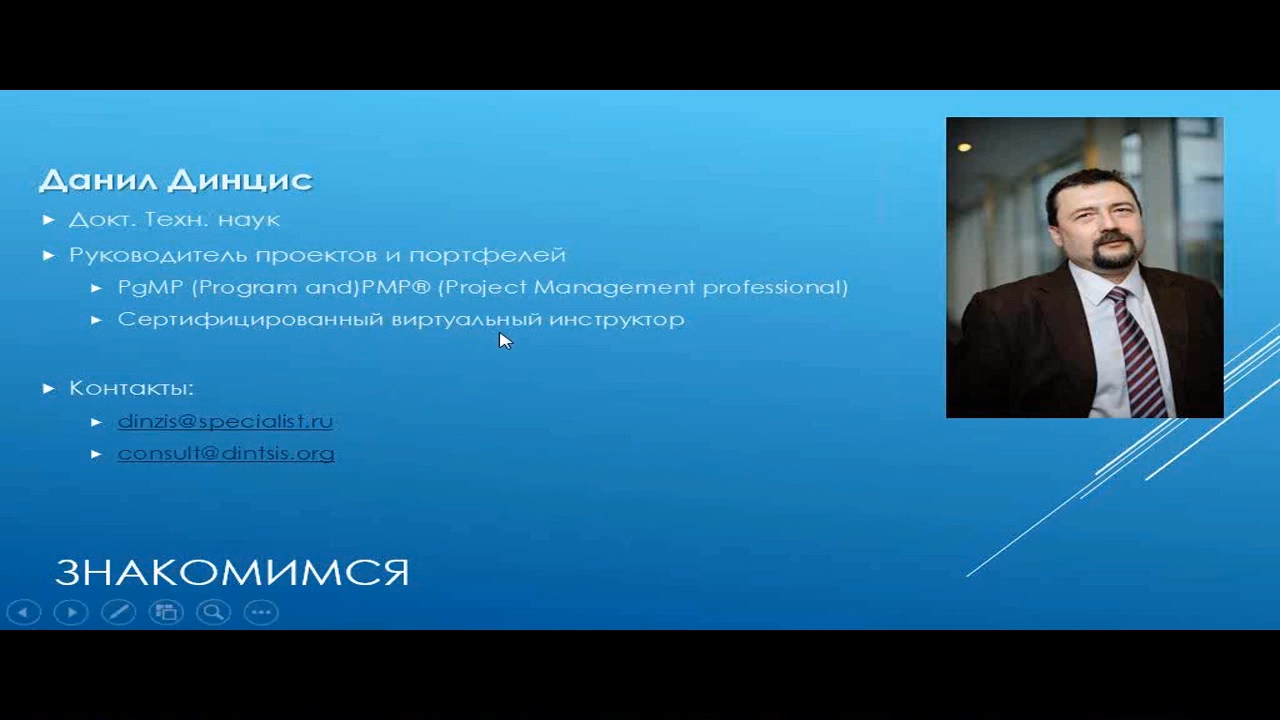 Данил Динцис
Докт. Техн. наук
Руководитель проектов и портфелей
PgMP (Program and)PMP® (Project Management professional)
Сертифицированный виртуальный инструктор
Контакты:
dinzis@specialist.ru
consult@dintsis.org
ЗНАКОМИМСЯ